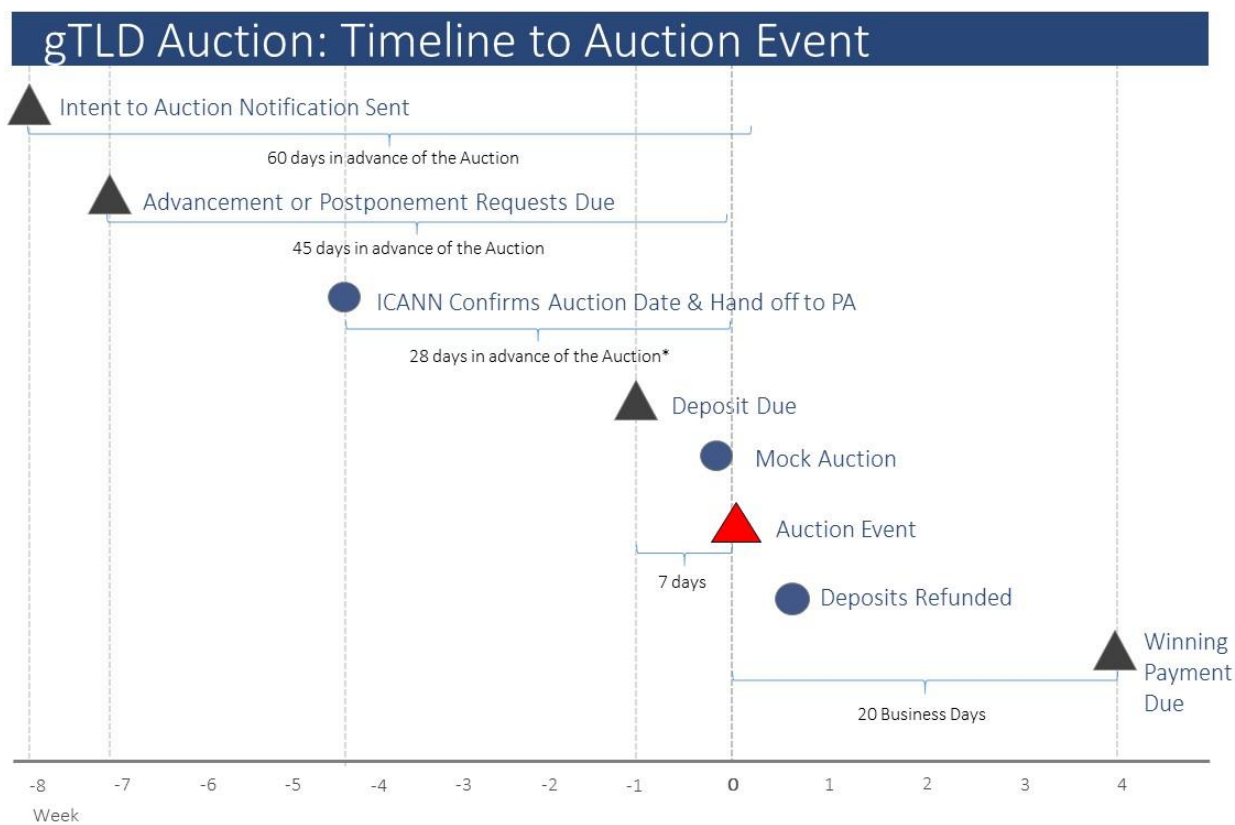 gTLD Auction: Timeline to Auction Event
Intent to Auction Notification Sent
60 days in advance of the Auction
Advancement or Postponement Requests Due
45 days in advance of the Auction
ICANN Confirms Auction Date & Hand off to PA
28 days in advance of the Auction*
Deposit Due
Mock Auction
Auction Event
7 days
Deposits Refunded
Winning
Payment
Due
20 Business Days
-8 -7 -6 -5 -4 -3 -2 -1 0 1 2 3 4
Week